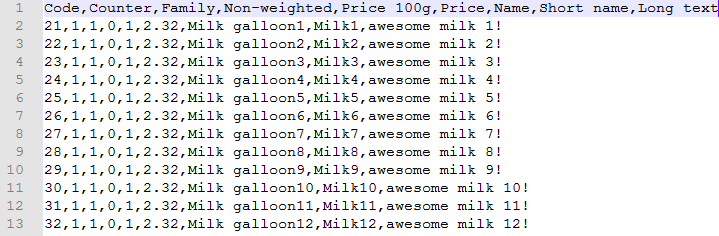 1 Code,Counter,Family,Non-weighted,Price 100g,Price,Name,Short name,Long text
2 21,1,1,0,1,2.32,Milk galloon1,Milk1,awesome milk 1!
3 22,1,1,0,1,2.32,Milk galloon2,Milk2,awesome milk 2!
4 23,1,1,0,1,2.32,Milk galloon3,Milk3,awesome milk 3!
5 24,1,1,0,1,2.32,Milk galloon4,Milk4,awesome milk 4!
6 25,1,1,0,1,2.32,Milk galloon5,Milk5,awesome milk 5!
7 26,1,1,0,1,2.32,Milk galloon6,Milk6,awesome milk 6!
8 27,1,1,0,1,2.32,Milk galloon7,Milk7,awesome milk 7!
9 28,1,1,0,1,2.32,Milk galloon8,Milk8,awesome milk 8!
10 29,1,1,0,1,2.32,Milk galloon9,Milk9,awesome milk 9!
11 30,1,1,0,1,2.32,Milk galloon10,Milk10,awesome milk 10!
12 31,1,1,0,1,2.32,Milk galloon11,Milk11,awesome milk 11!
13 32,1,1,0,1,2.32,Milk galloon12,Milk12,awesome milk 12!